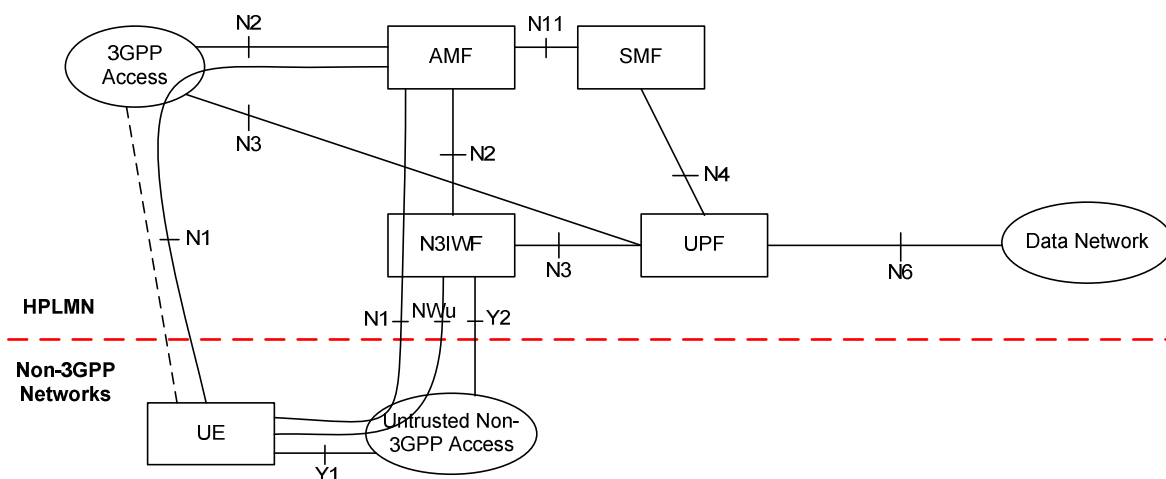 N2
N11
3GPP
Access
AMF
SMF
N3
N2
N4
N1
N3IWF
UPF
Data Network
N3
N6
HPLMN
N1
NWu
Y2
Non-3GPP
Networks
UE
Untrusted Non-
3GPP Access
Y1